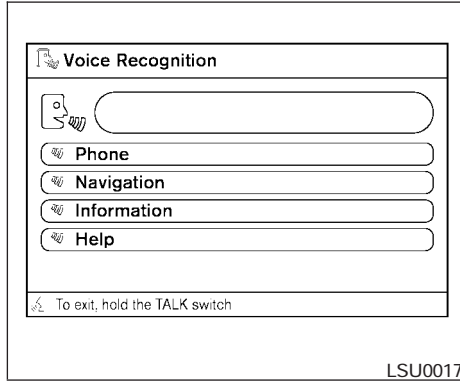 Voice Recognition
Phone
Navigation
Information
Help
To exit, hold the TALK switch
LSU0017